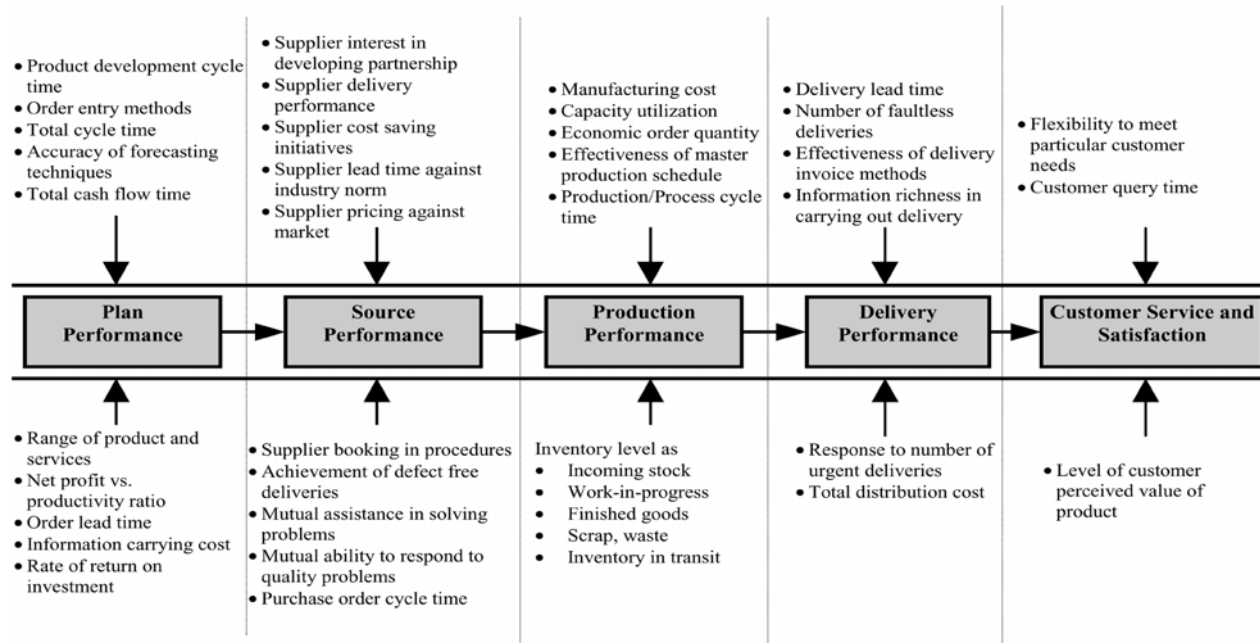 • Product development cycle
time
• Order entry methods
• Total cycle time
• Accuracy of forecasting
techniques
• Total cash flow time
• Supplier interest in
developing partnership
• Supplier delivery
performance
• Supplier cost saving
initiatives
• Supplier lead time against
industry norm
• Supplier pricing against
market
• Manufacturing cost
• Capacity utilization
• Economic order quantity
• Effectiveness of master
production schedule
• Production/Process cycle
time
• Delivery lead time
• Number of faultless
deliveries
• Effectiveness of delivery
invoice methods
• Information richness in
carrying out delivery
• Flexibility to meet
particular customer
needs
• Customer query time
Plan
Performance
Source
Performance
Production
Performance
Delivery
Performance
Customer Service and
Satisfaction
• Range of product and
services
• Net profit vs.
productivity ratio
• Order lead time
• Information carrying cost
• Rate of return on
investment
• Supplier booking in procedures
• Achievement of defect free
deliveries
• Mutual assistance in solving
problems
• Mutual ability to respond to
quality problems
• Purchase order cycle time
Inventory level as
• Incoming stock
• Work-in-progress
• Finished goods
• Scrap, waste
• Inventory in transit
• Response to number of
urgent deliveries
• Total distribution cost
• Level of customer
perceived value of
product